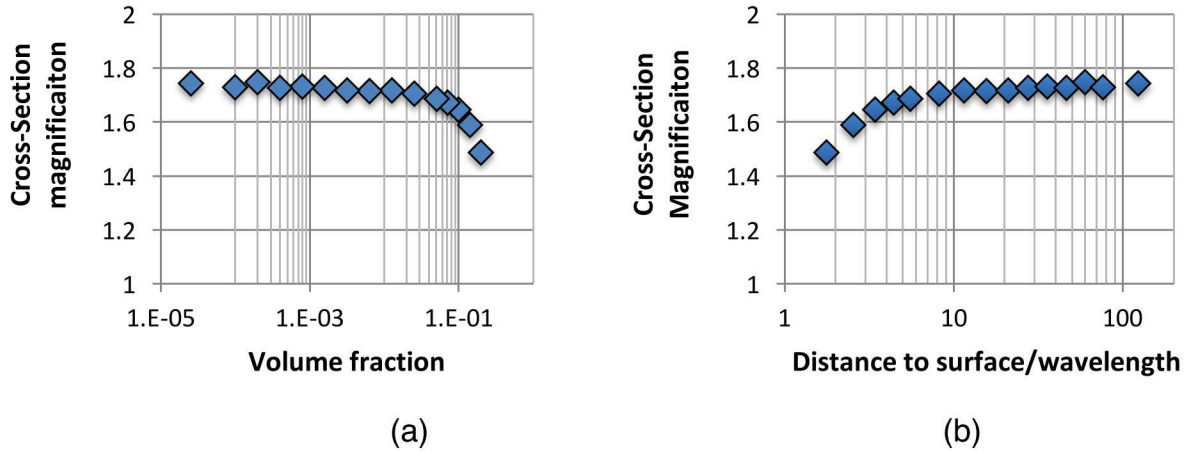 Cross-Section
magnificaiton
2
1.8
1.6
1.4
1.2
1
1.E-05 1.E-03 1.E-01
Volume fraction
(a)
Cross-Section
Magnificaiton
2
1.8
1.6
1.4
1.2
1
1 10 100
Distance to surface/wavelength
(b)